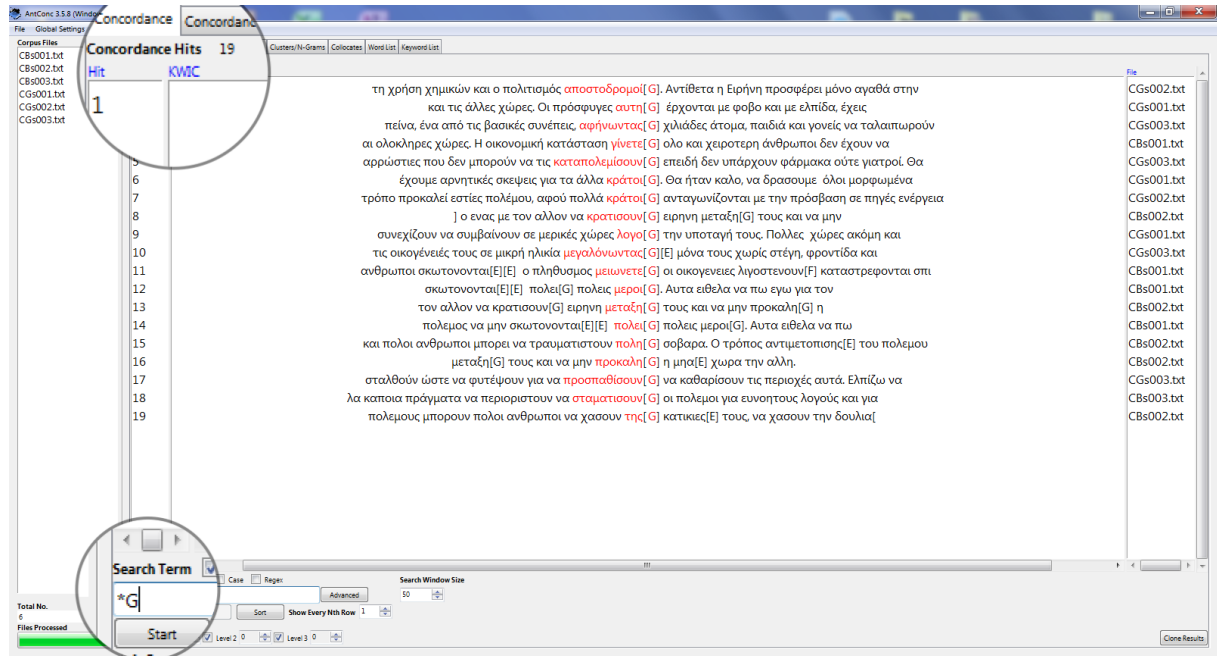 AntConc 3.5.8 (Windo
File Global Settings
Concordance Concordanc
Corpus Files
CBs001.txt
CBs002.txt
CBs003.txt
CGs001.txt
CGs002.txt
CGs003.txt
Concordance Hits 19
Clusters/N-Grams Collocates Word List Keyword List
Hit KWIC File
1 τη χρήση χημικών και ο πολιτισμός αποστοδρομοί[G]. Αντίθετα η Ειρήνη προσφέρει μόνο αγαθά στην CGs002.txt
και τις άλλες χώρες. Οι πρόσφυγες αυτη[G] έρχονται με φοβο και με ελπίδα, έχεις CGs001.txt
πείνα, ένα από τις βασικές συνέπεις, αφήνωντας[G] χιλιάδες άτομα, παιδιά και γονείς να ταλαιπωρούν CGs003.txt
αι ολοκληρες χώρες. Η οικονομική κατάσταση γίνετε[G] ολο και χειροτερη άνθρωποι δεν έχουν να CBs001.txt
5 αρρώστιες που δεν μπορούν να τις καταπολεμίσουν[G] επειδή δεν υπάρχουν φάρμακα ούτε γιατροί. Θα CGs003.txt
6 έχουμε αρνητικές σκεψεις για τα άλλα κράτοι[G]. Θα ήταν καλο, να δρασουμε όλοι μορφωμένα CGs001.txt
7 τρόπο προκαλεί εστίες πολέμου, αφού πολλά κράτοι[G] ανταγωνίζονται με την πρόσβαση σε πηγές ενέργεια CGs002.txt
8 ] ο ενας με τον αλλον να κρατισουν[G] ειρηνη μεταξη[G] τους και να μην CBs002.txt
9 συνεχίζουν να συμβαίνουν σε μερικές χώρες λογο[G] την υποταγή τους. Πολλες χώρες ακόμη και CGs001.txt
10 τις οικογένειές τους σε μικρή ηλικία μεγαλόνωντας[G][E] μόνα τους χωρίς στέγη, φροντίδα και CGs003.txt
11 ανθρωποι σκωτονονται[E][E] ο πληθυσμος μειωνετε[G] οι οικογενειες λιγοστενουν[F] καταστρεφονται σπι CBs001.txt
12 σκωτονονται[E][E] πολει[G] πολεις μεροι[G]. Αυτα ειθελα να πω εγω για τον CBs001.txt
13 τον αλλον να κρατισουν[G] ειρηνη μεταξη[G] τους και να μην προκαλη[G] η CBs002.txt
14 πολεμος να μην σκωτονονται[E][E] πολει[G] πολεις μεροι[G]. Αυτα ειθελα να πω CBs001.txt
15 και πολοι ανθρωποι μπορει να τραυματιστουν πολη[G] σοβαρα. Ο τρόπος αντιμετοπισης[E] του πολεμου CBs002.txt
16 μεταξη[G] τους και να μην προκαλη[G] η μηα[E] χωρα την αλλη. CBs002.txt
17 σταλθούν ώστε να φυτέψουν για να προσπαθίσουν[G] να καθαρίσουν τις περιοχές αυτά. Ελπίζω να CGs003.txt
18 λα καποια πράγματα να περιοριστουν να σταματισουν[G] οι πολεμοι για ευνοητους λογούς και για CBs003.txt
19 πολεμους μπορουν πολοι ανθρωποι να χασουν της[G] κατικιες[E] τους, να χασουν την δουλια[ CBs002.txt
Search Term Case Regex Search Window Size
*G Advanced 50
Total No.
6
Sort Show Every Nth Row 1
Files Processed
Start Level 2 0 Level 3 0 Clone Results